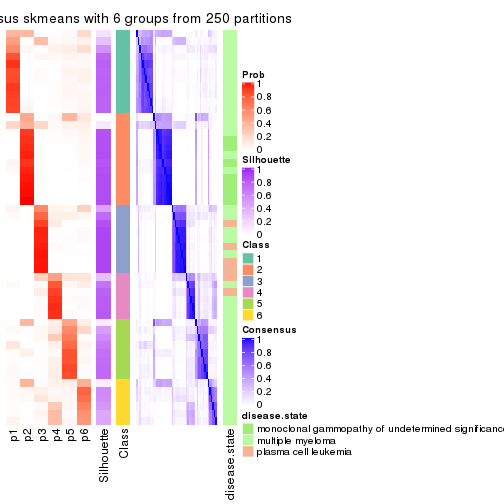 sus skmeans with 6 groups from 250 partitions
Prob
1
0.8
0.6
0.4
0.2
0
Silhouette
1
0.8
0.6
0.4
0.2
0
Class
1
2
3
4
5
6
Consensus
1
0.8
0.6
0.4
0.2
0
disease.state
monoclonal gammopathy of undetermined significance
multiple myeloma
plasma cell leukemia
p1
p2
p3
p4
p5
p6
Silhouette
Class
disease.state